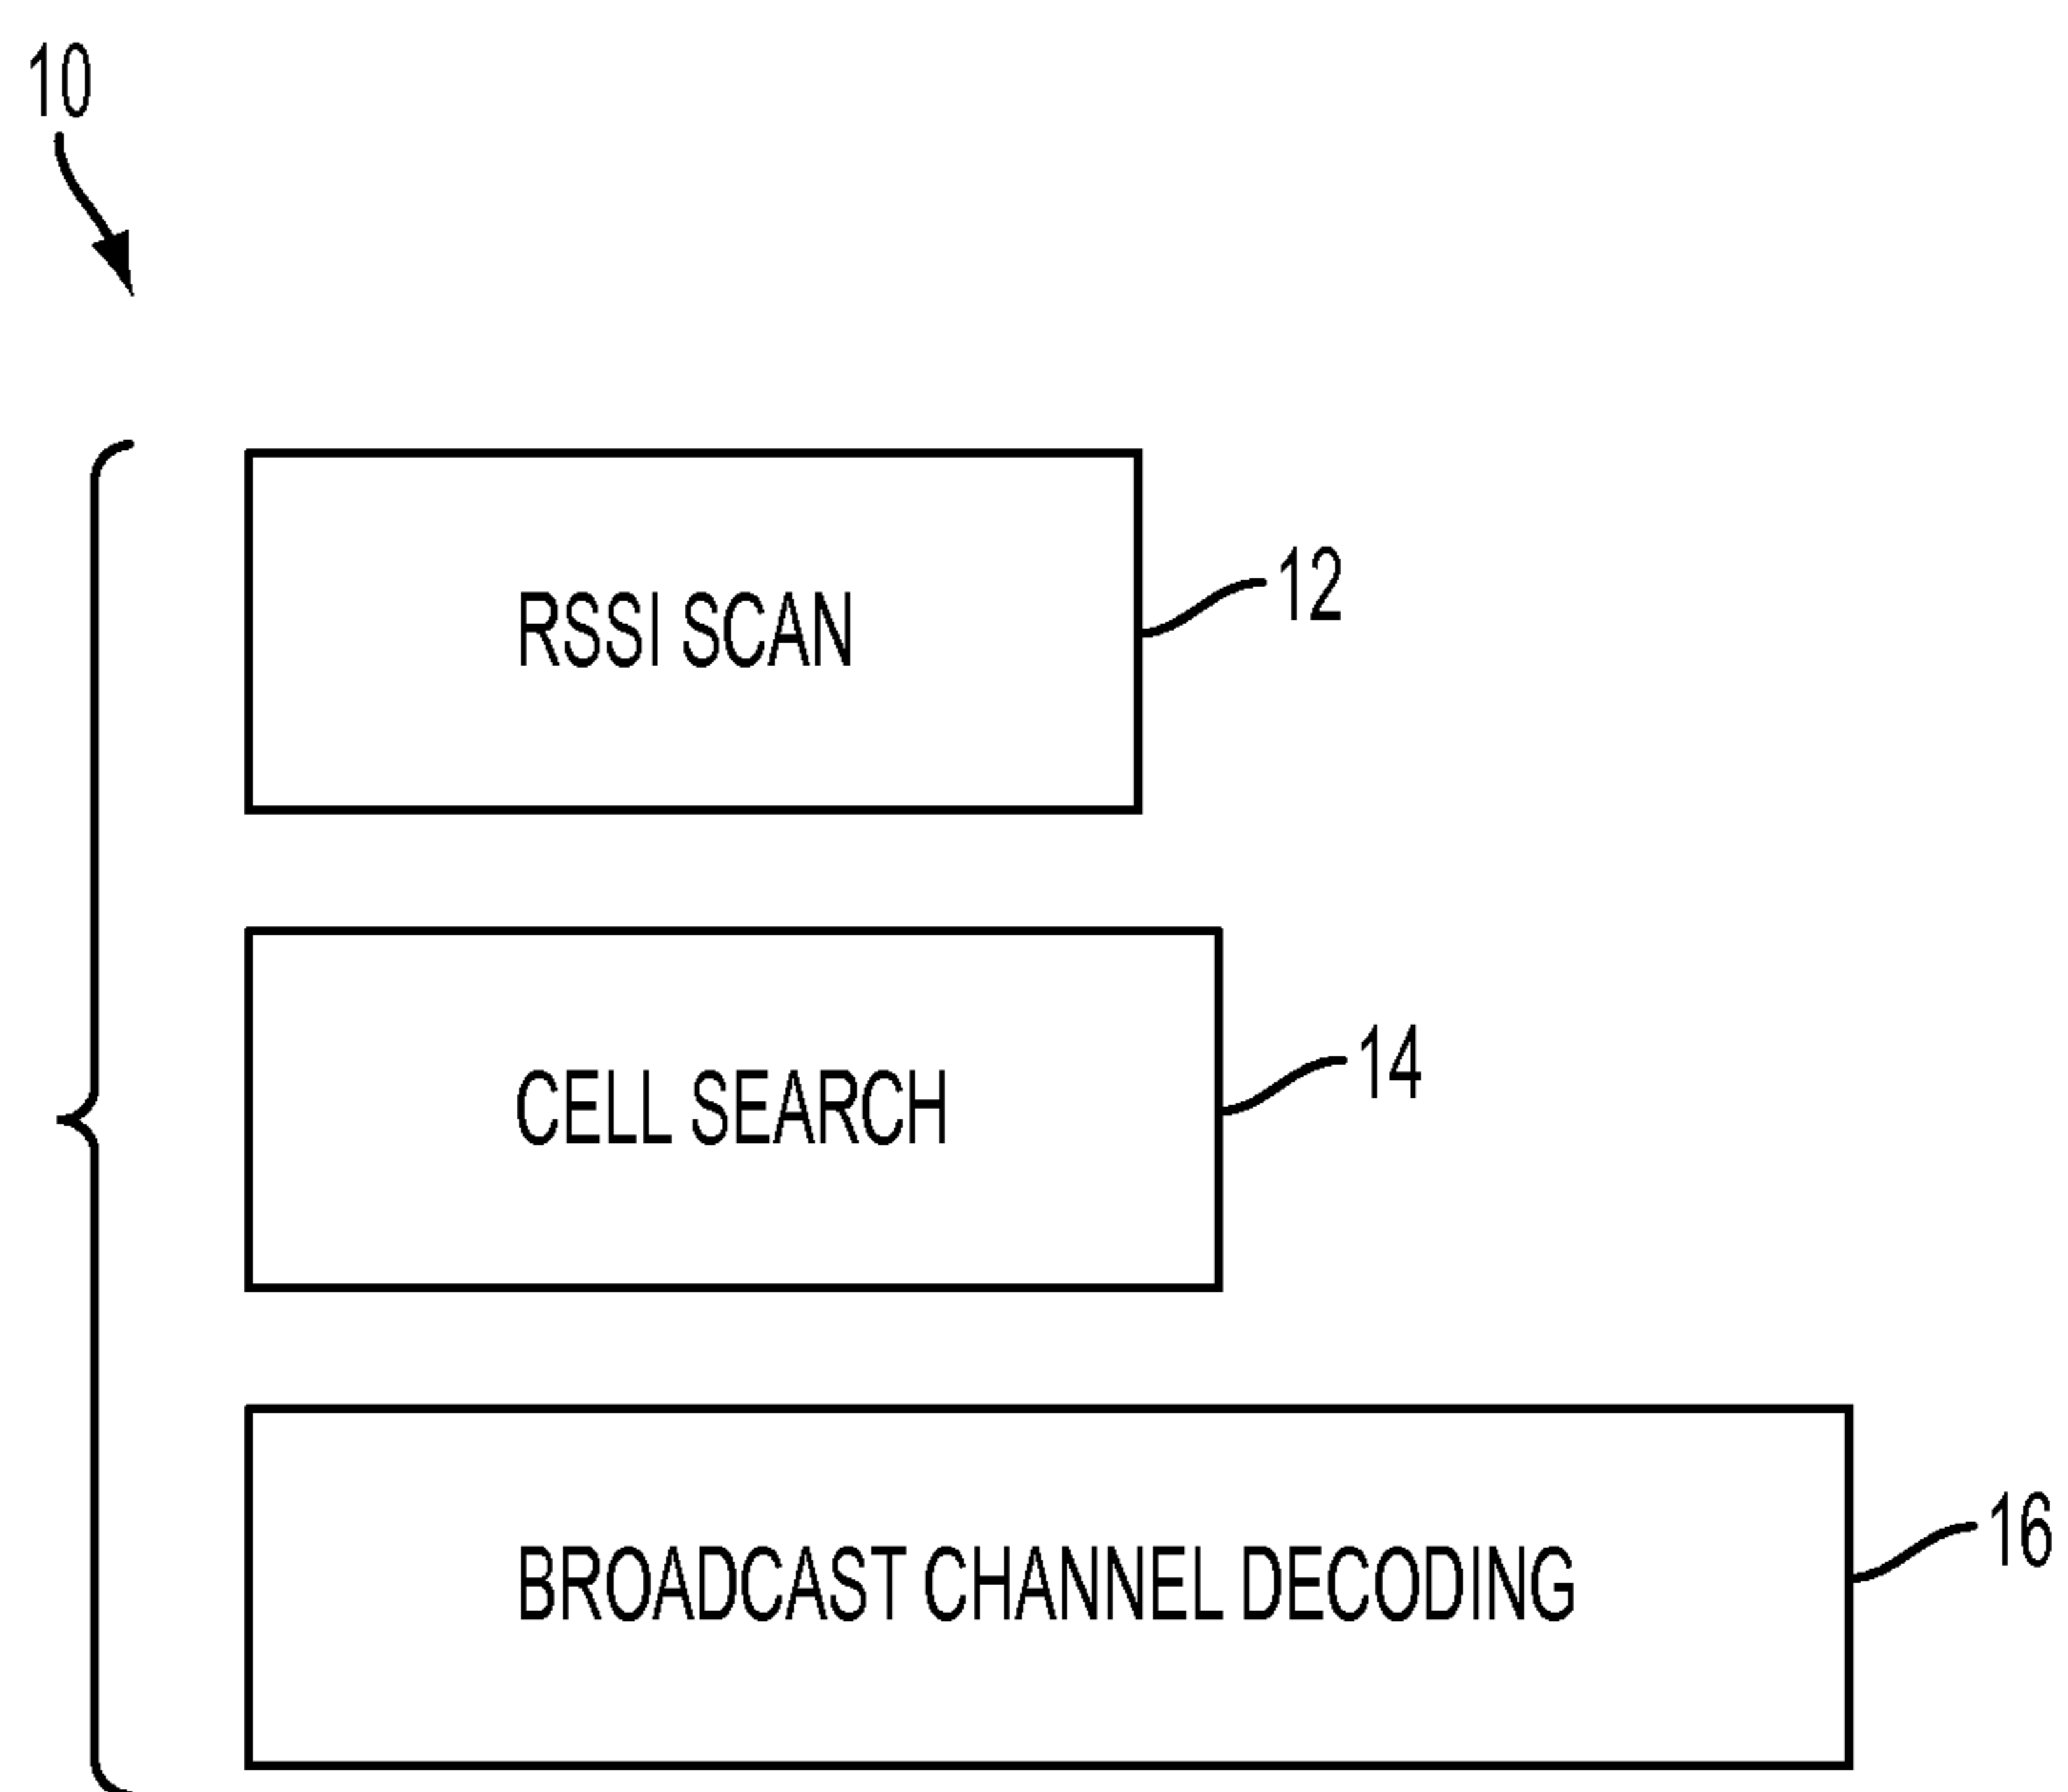 10
RSSI SCAN
12
CELL SEARCH
14
BROADCAST CHANNEL DECODING
16